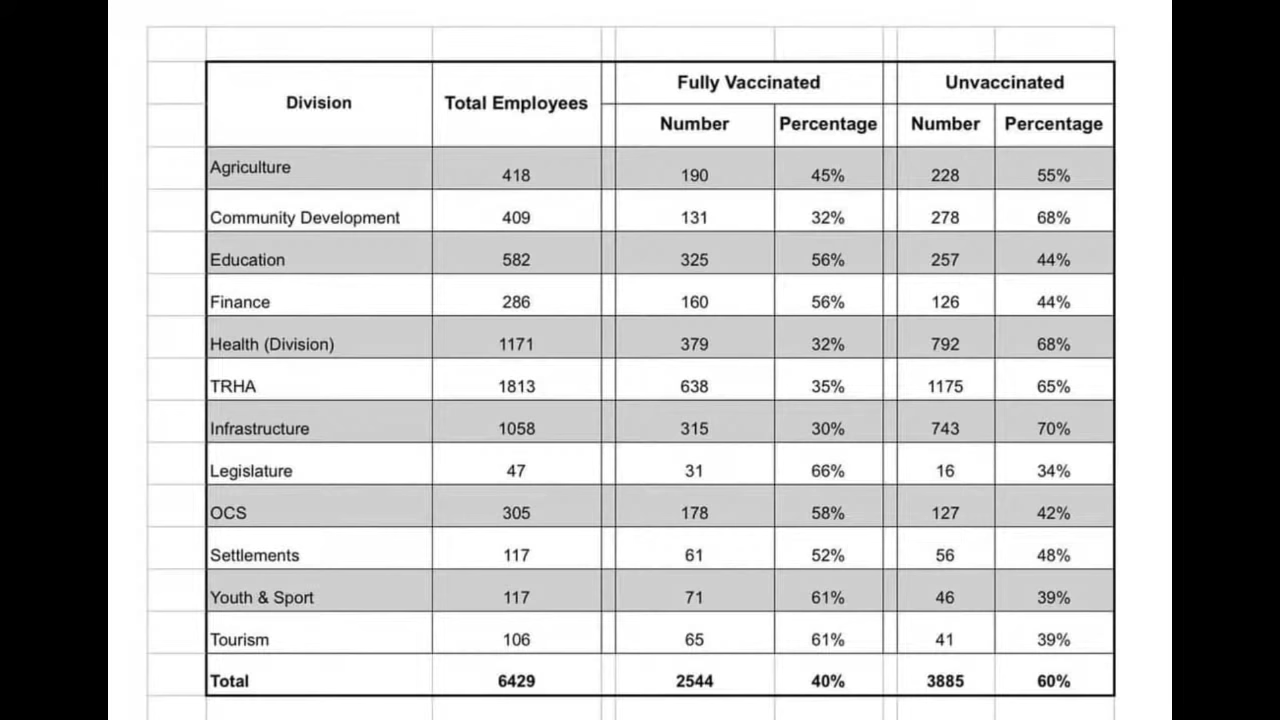 Division Total Employees Fully Vaccinated Unvaccinated
Number Percentage Number Percentage
Agriculture 418 190 45% 228 55%
Community Development 409 131 32% 278 68%
Education 582 325 56% 257 44%
Finance 286 160 56% 126 44%
Health (Division) 1171 379 32% 792 68%
TRHA 1813 638 35% 1175 65%
Infrastructure 1058 315 30% 743 70%
Legislature 47 31 66% 16 34%
OCS 305 178 58% 127 42%
Settlements 117 61 52% 56 48%
Youth & Sport 117 71 61% 46 39%
Tourism 106 65 61% 41 39%
Total 6429 2544 40% 3885 60%